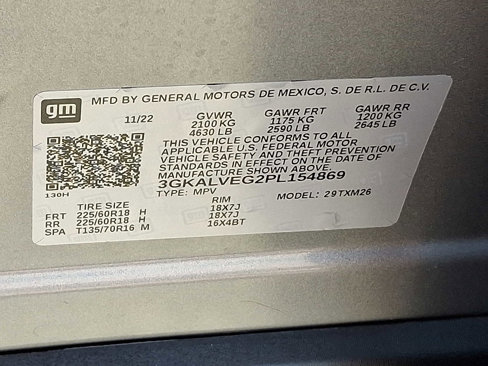 gm
MFD BY GENERAL MOTORS DE MEXICO, S. DE R.L. DE C.V.
11/22 GVWR GAWR FRT GAWR RR
2100 KG 1175 KG 1200 KG
4630 LB 2590 LB 2645 LB
THIS VEHICLE CONFORMS TO ALL
APPLICABLE U.S. FEDERAL MOTOR
VEHICLE SAFETY AND THEFT PREVENTION
STANDARDS IN EFFECT ON THE DATE OF
MANUFACTURE SHOWN ABOVE.
130H
3GKALVEG2PL154869
TYPE: MPV MODEL: 29TXM26
TIRE SIZE RIM
FRT 225/60R18 H 18X7J
RR 225/60R18 H 18X7J
SPA T135/70R16 M 16X4BT